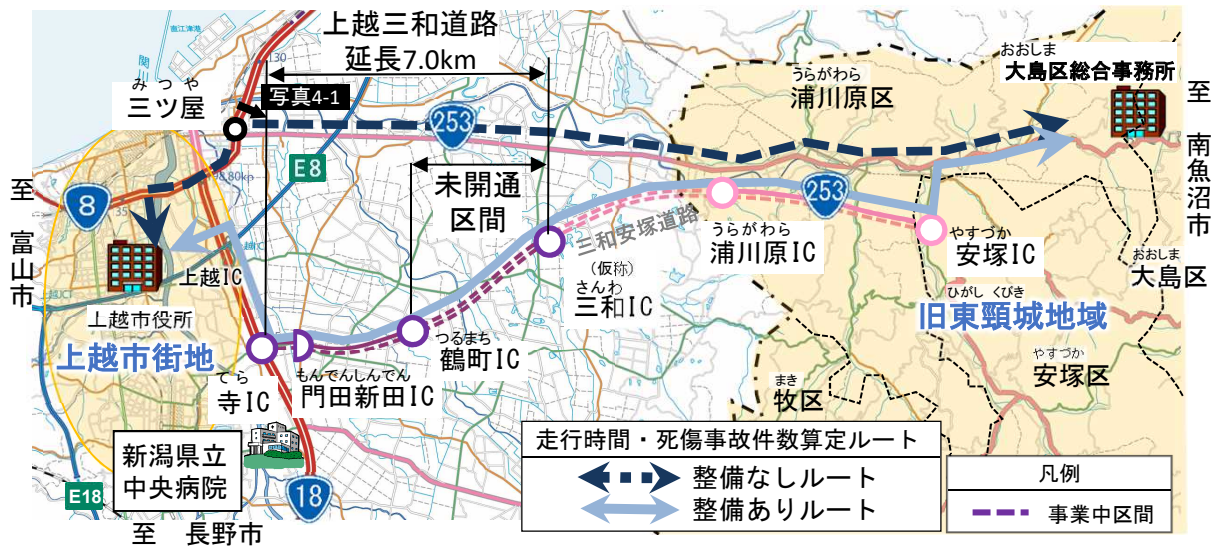 上越三和道路
延長7.0km
みつや
三ツ屋
写真4-1
253
おおしま
大島区総合事務所
うらがわら
浦川原区
至
南魚沼市
E8
未開通
区間
8
至
富山市
上越IC
上越市役所
上越市街地
三和安塚道路
うらがわら
浦川原IC
253
やすづか
安塚IC
おおしま
大島区
(仮称)
さんわ
三和IC
ひがしくびき
旧東頸城地域
つるまち
鶴町IC
てら
寺IC
もんでんしんでん
門田新田IC
やすづか
安塚区
まき
牧区
新潟県立
中央病院
E18
18
至 長野市
走行時間・死傷事故件数算定ルート
整備なしルート
整備ありルート
凡例
事業中区間